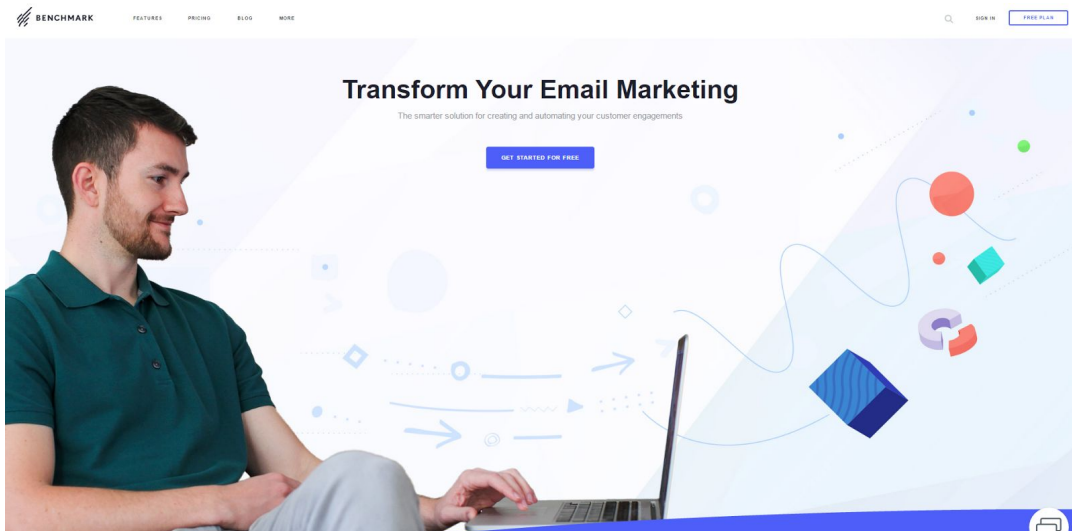 BENCHMARK
FEATURES PRICING BLOG MORE
SIGN IN FREE PLAN
Transform Your Email Marketing
The smarter solution for creating and automating your customer engagements
GET STARTED FOR FREE